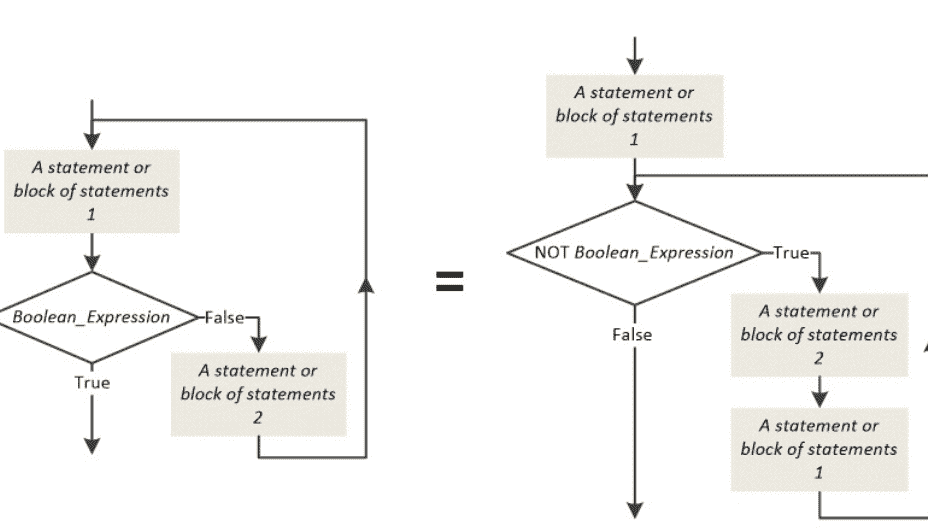 A statement or
block of statements
1
Boolean_Expression
False
True
A statement or
block of statements
2
=
A statement or
block of statements
1
NOT Boolean_Expression
True
False
A statement or
block of statements
2
A statement or
block of statements
1